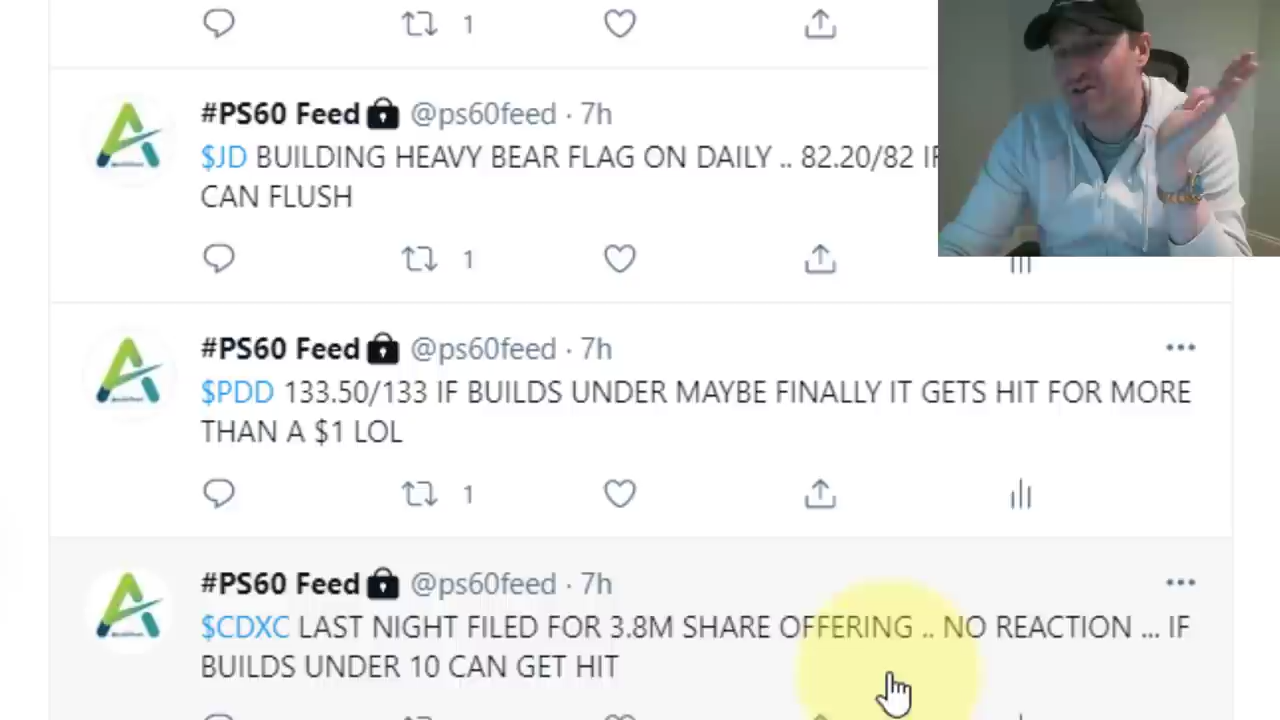 1
#PS60 Feed🔒 @ps60feed · 7h
$JD BUILDING HEAVY BEAR FLAG ON DAILY .. 82.20/82 IF
CAN FLUSH
1
#PS60 Feed🔒 @ps60feed · 7h
$PDD 133.50/133 IF BUILDS UNDER MAYBE FINALLY IT GETS HIT FOR MORE
THAN A $1 LOL
1
#PS60 Feed🔒 @ps60feed · 7h
$CDXC LAST NIGHT FILED FOR 3.8M SHARE OFFERING .. NO REACTION ... IF
BUILDS UNDER 10 CAN GET HIT